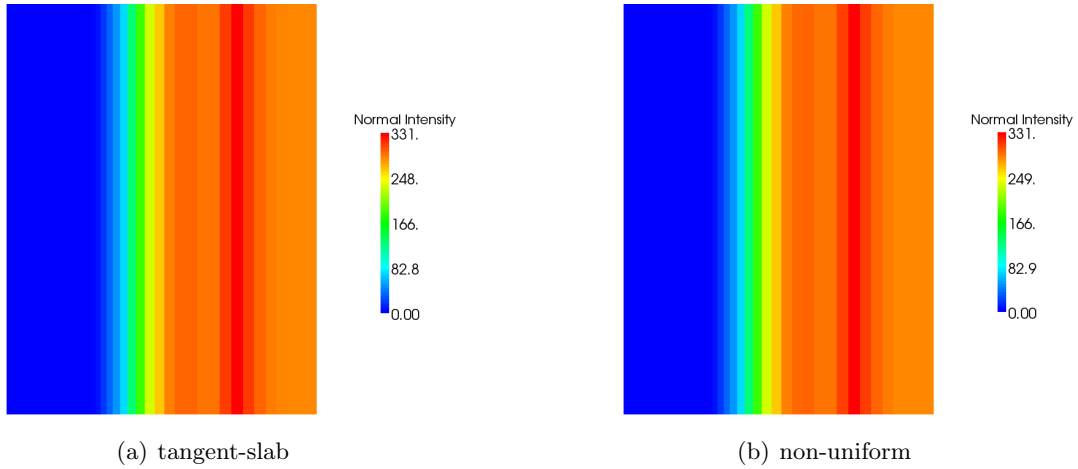 Normal Intensity
331.
248.
166.
82.8
0.00
(a) tangent-slab
Normal Intensity
331.
249.
166.
82.9
0.00
(b) non-uniform